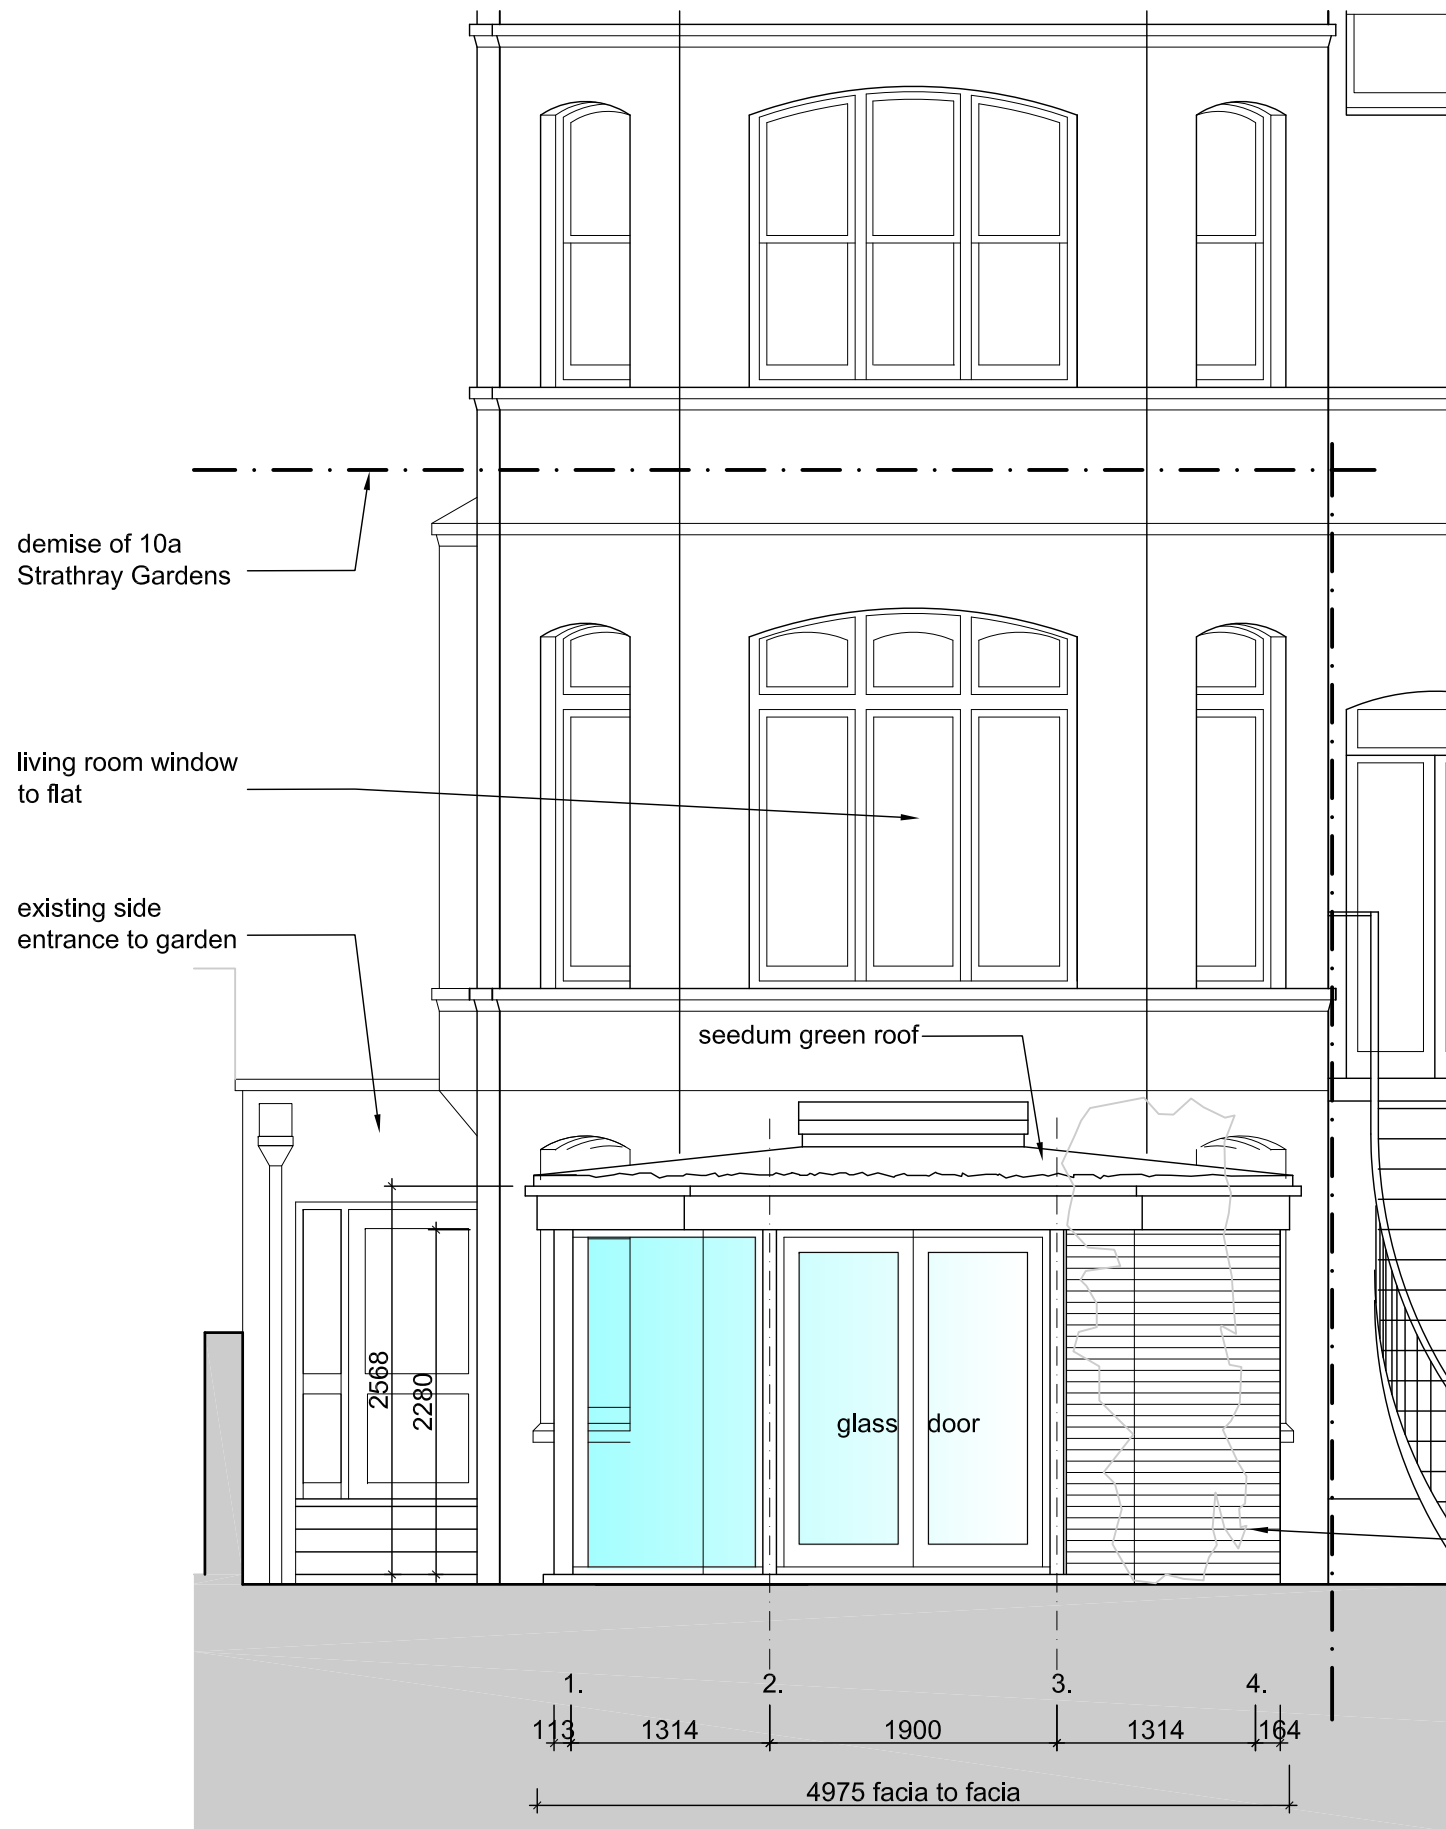 demise of 10a
Strathray Gardens
living room window
to flat
existing side
entrance to garden
seedum green roof
2568
2280
glass door
1.
2.
3.
4.
113
1314
1900
1314
164
4975 facia to facia